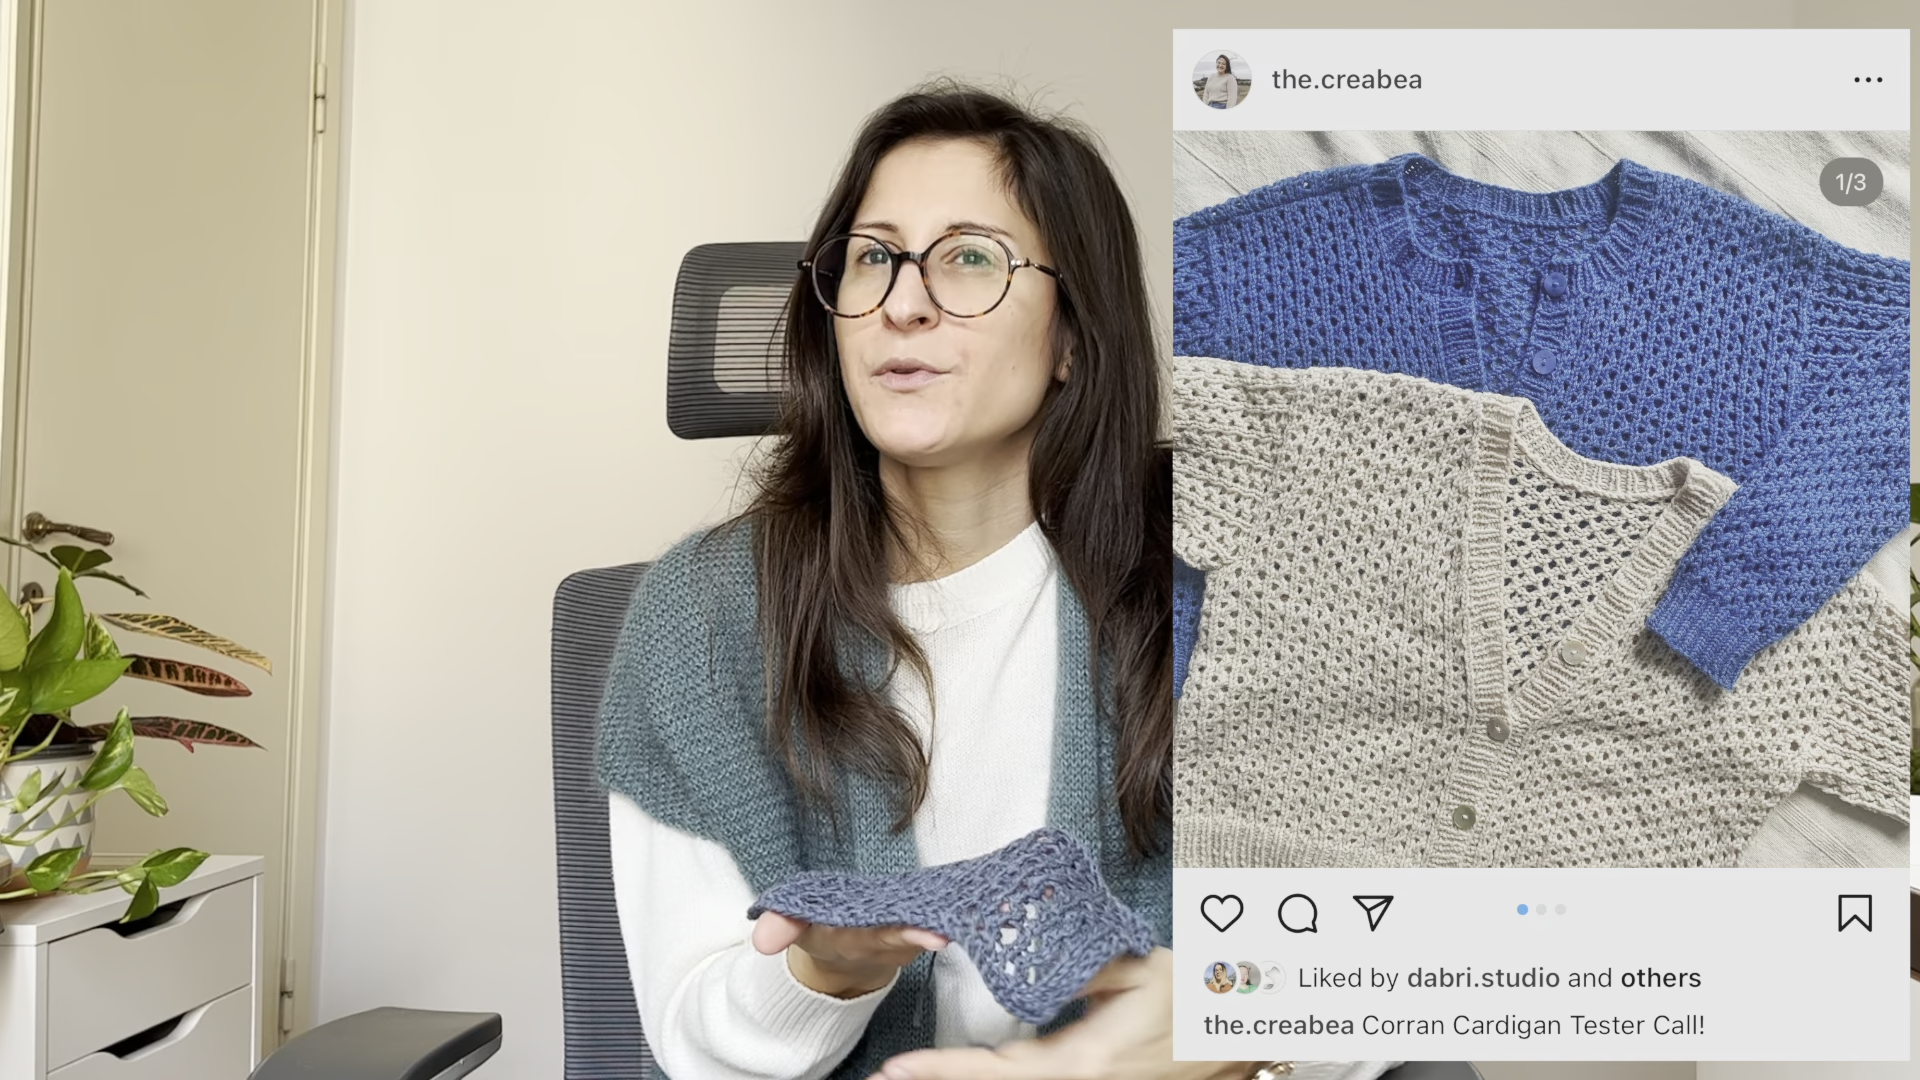 the.creabea
1/3
Liked by dabri.studio and others
the.creabea Corran Cardigan Tester Call!